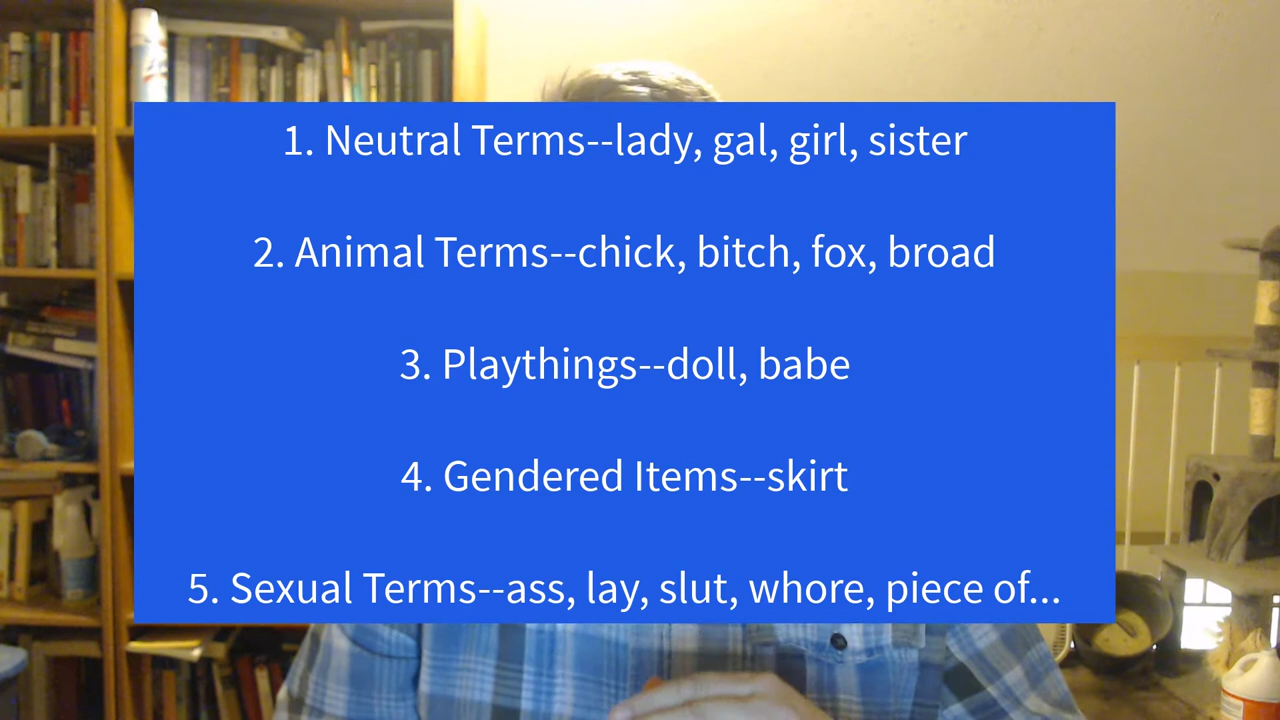 1. Neutral Terms--lady, gal, girl, sister
2. Animal Terms--chick, bitch, fox, broad
3. Playthings--doll, babe
4. Gendered Items--skirt
5. Sexual Terms--ass, lay, slut, whore, piece of...